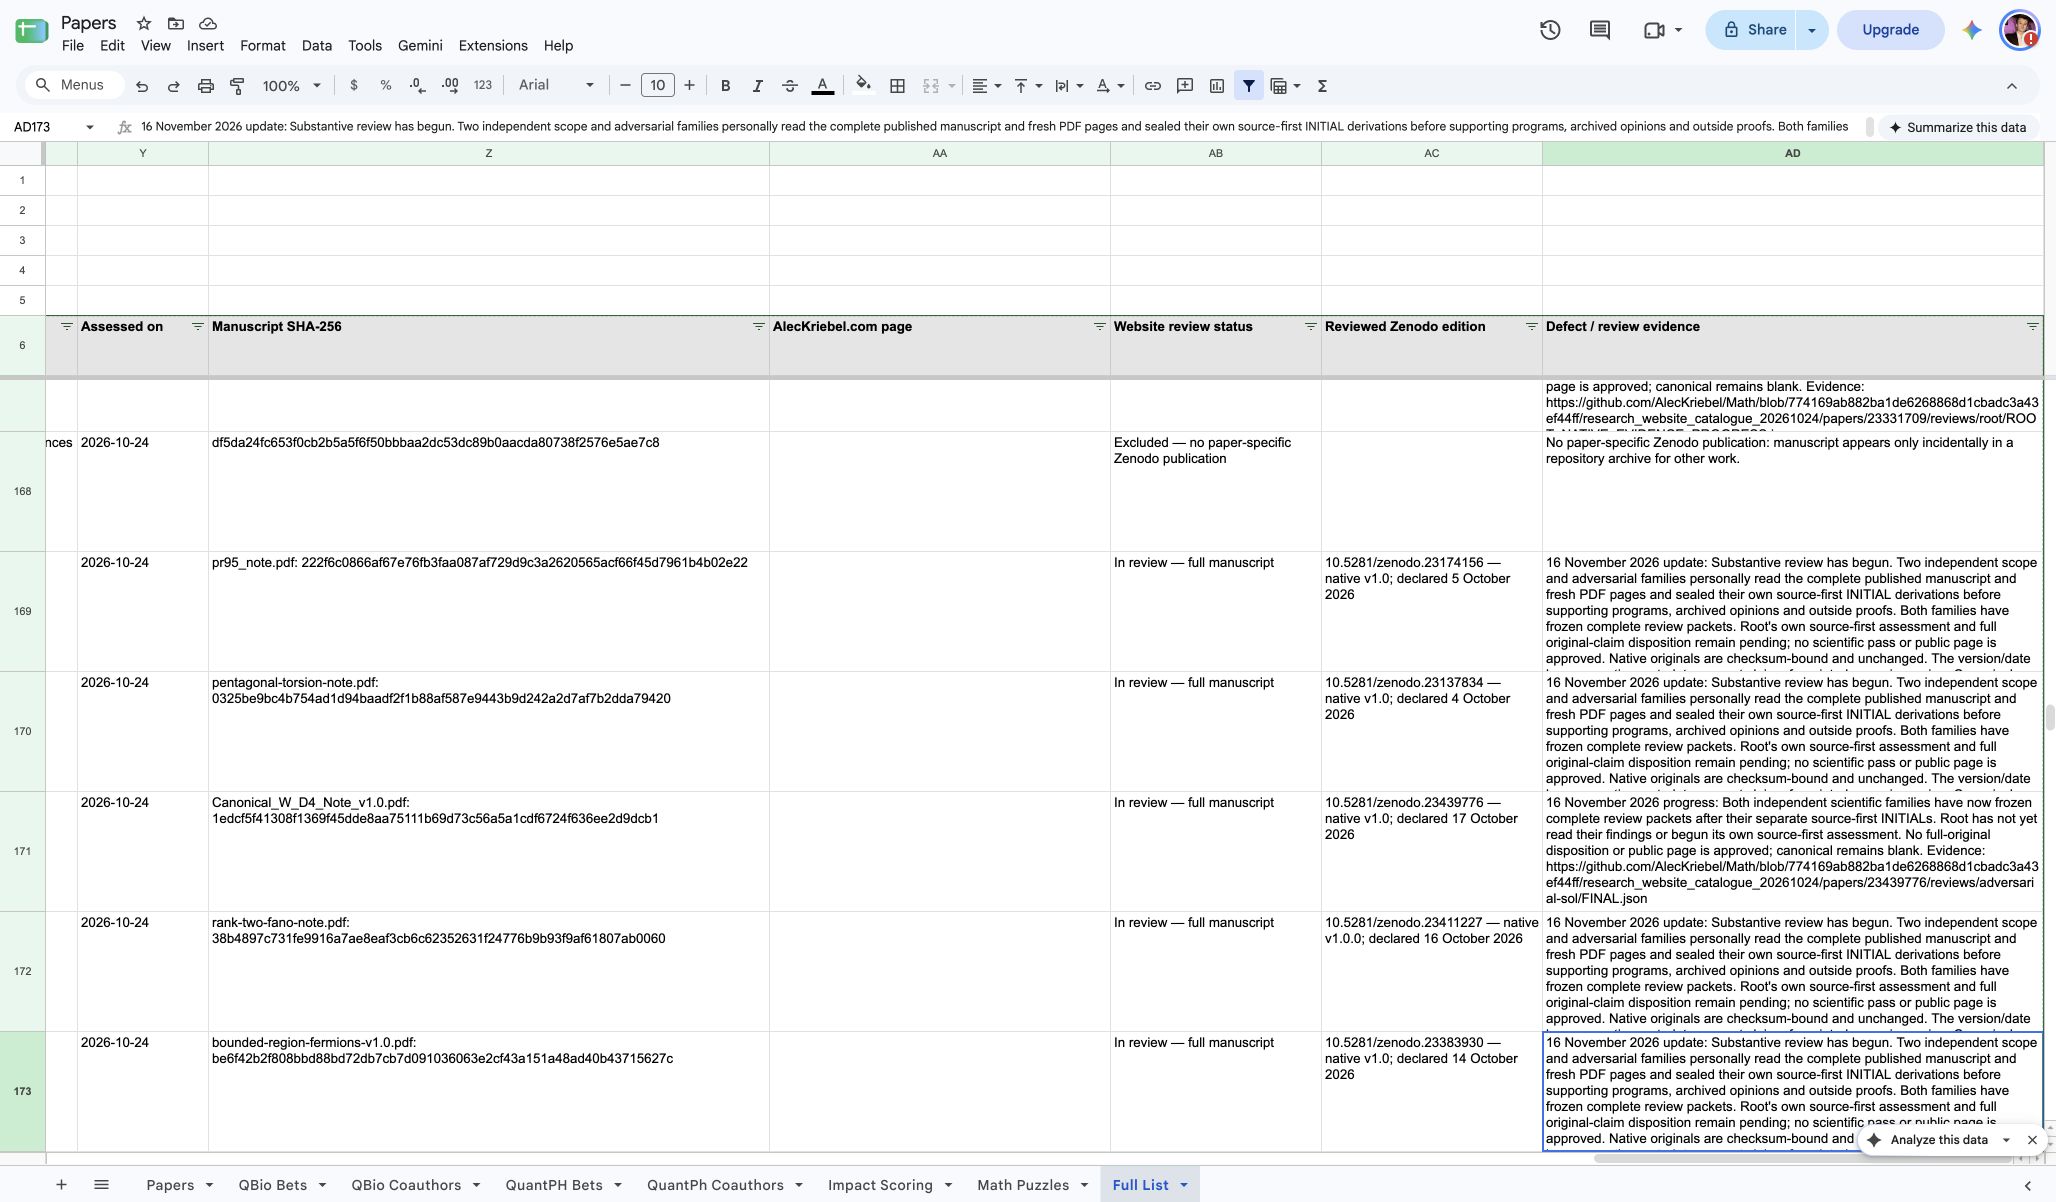 Papers
File Edit View Insert Format Data Tools Gemini Extensions Help
Share
Upgrade
Menus 100% $ % .0 .00 123 Arial 10 B I A Σ
AD173 fx 16 November 2026 update: Substantive review has begun. Two independent scope and adversarial families personally read the complete published manuscript and fresh PDF pages and sealed their own source-first INITIAL derivations before supporting programs, archived opinions and outside proofs. Both families
Summarize this data
Y Z AA AB AC AD
1
2
3
4
5
6 Assessed on Manuscript SHA-256 AlecKriebel.com page Website review status Reviewed Zenodo edition Defect / review evidence
page is approved; canonical remains blank. Evidence:
https://github.com/AlecKriebel/Math/blob/774169ab882ba1de6268868d1cbadc3a43
ef44ff/research_website_catalogue_20261024/papers/23331709/reviews/root/ROO
T_NATIVE_EVIDENCE_PROGRESS
168
nces 2026-10-24
df5da24fc653f0cb2b5a5f6f50bbbaa2dc53dc89b0aacda80738f2576e5ae7c8
Excluded — no paper-specific
Zenodo publication
No paper-specific Zenodo publication: manuscript appears only incidentally in a
repository archive for other work.
169
2026-10-24
pr95_note.pdf: 222f6c0866af67e76fb3faa087af729d9c3a2620565acf66f45d7961b4b02e22
In review — full manuscript
10.5281/zenodo.23174156 —
native v1.0; declared 5 October
2026
16 November 2026 update: Substantive review has begun. Two independent scope
and adversarial families personally read the complete published manuscript and
fresh PDF pages and sealed their own source-first INITIAL derivations before
supporting programs, archived opinions and outside proofs. Both families have
frozen complete review packets. Root's own source-first assessment and full
original-claim disposition remain pending; no scientific pass or public page is
approved. Native originals are checksum-bound and unchanged. The version/date
170
2026-10-24
pentagonal-torsion-note.pdf:
0325be9bc4b754ad1d94baadf2f1b88af587e9443b9d242a2d7af7b2dda79420
In review — full manuscript
10.5281/zenodo.23137834 —
native v1.0; declared 4 October
2026
16 November 2026 update: Substantive review has begun. Two independent scope
and adversarial families personally read the complete published manuscript and
fresh PDF pages and sealed their own source-first INITIAL derivations before
supporting programs, archived opinions and outside proofs. Both families have
frozen complete review packets. Root's own source-first assessment and full
original-claim disposition remain pending; no scientific pass or public page is
approved. Native originals are checksum-bound and unchanged. The version/date
171
2026-10-24
Canonical_W_D4_Note_v1.0.pdf:
1edcf5f41308f1369f45dde8aa75111b69d73c56a5a1cdf6724f636ee2d9dcb1
In review — full manuscript
10.5281/zenodo.23439776 —
native v1.0; declared 17 October
2026
16 November 2026 progress: Both independent scientific families have now frozen
complete review packets after their separate source-first INITIALs. Root has not yet
read their findings or begun its own source-first assessment. No full-original
disposition or public page is approved; canonical remains blank. Evidence:
https://github.com/AlecKriebel/Math/blob/774169ab882ba1de6268868d1cbadc3a43
ef44ff/research_website_catalogue_20261024/papers/23439776/reviews/adversari
al-sol/FINAL.json
172
2026-10-24
rank-two-fano-note.pdf:
38b4897c731fe9916a7ae8eaf3cb6c62352631f24776b9b93f9af61807ab0060
In review — full manuscript
10.5281/zenodo.23411227 — native
v1.0.0; declared 16 October 2026
16 November 2026 update: Substantive review has begun. Two independent scope
and adversarial families personally read the complete published manuscript and
fresh PDF pages and sealed their own source-first INITIAL derivations before
supporting programs, archived opinions and outside proofs. Both families have
frozen complete review packets. Root's own source-first assessment and full
original-claim disposition remain pending; no scientific pass or public page is
approved. Native originals are checksum-bound and unchanged. The version/date
173
2026-10-24
bounded-region-fermions-v1.0.pdf:
be6f42b2f808bbd88bd72db7cb7d091036063e2cf43a151a48ad40b43715627c
In review — full manuscript
10.5281/zenodo.23383930 —
native v1.0; declared 14 October
2026
16 November 2026 update: Substantive review has begun. Two independent scope
and adversarial families personally read the complete published manuscript and
fresh PDF pages and sealed their own source-first INITIAL derivations before
supporting programs, archived opinions and outside proofs. Both families have
frozen complete review packets. Root's own source-first assessment and full
original-claim disposition remain pending; no scientific pass or public page is
approved. Native originals are checksum-bound and
Analyze this data
Papers QBio Bets QBio Coauthors QuantPH Bets QuantPh Coauthors Impact Scoring Math Puzzles Full List